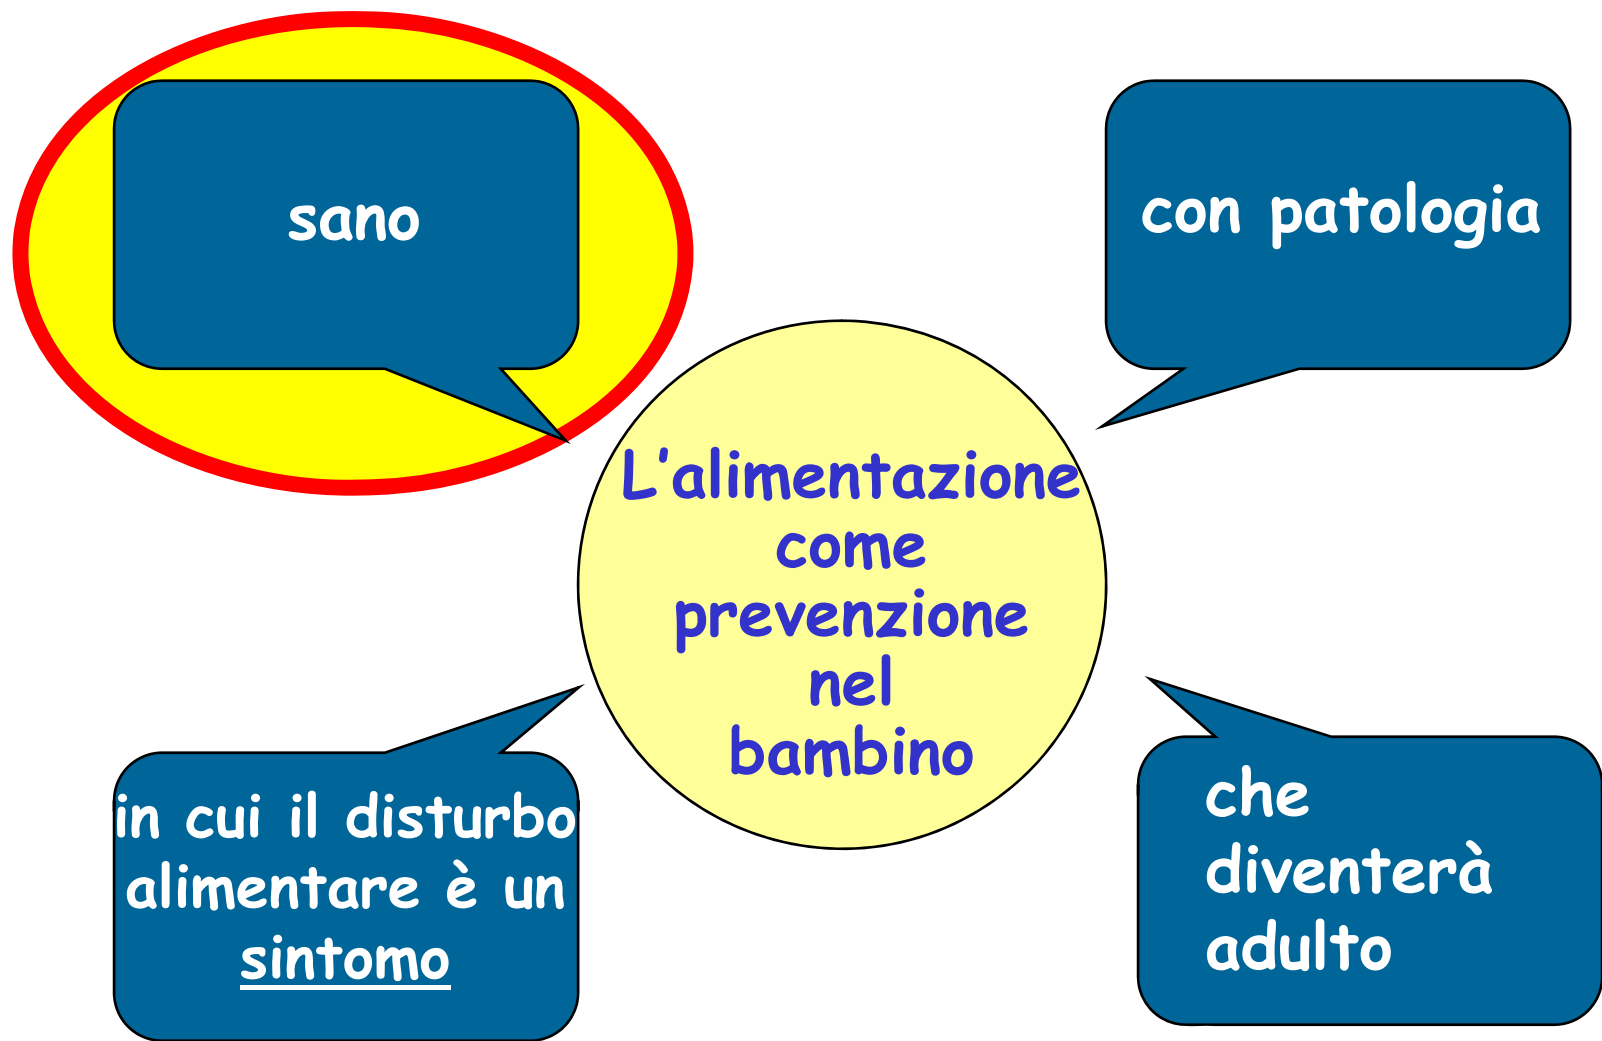 sano
con patologia
L'alimentazione
come
prevenzione
nel
bambino
in cui il disturbo
alimentare è un
sintomo
che
diventerà
adulto